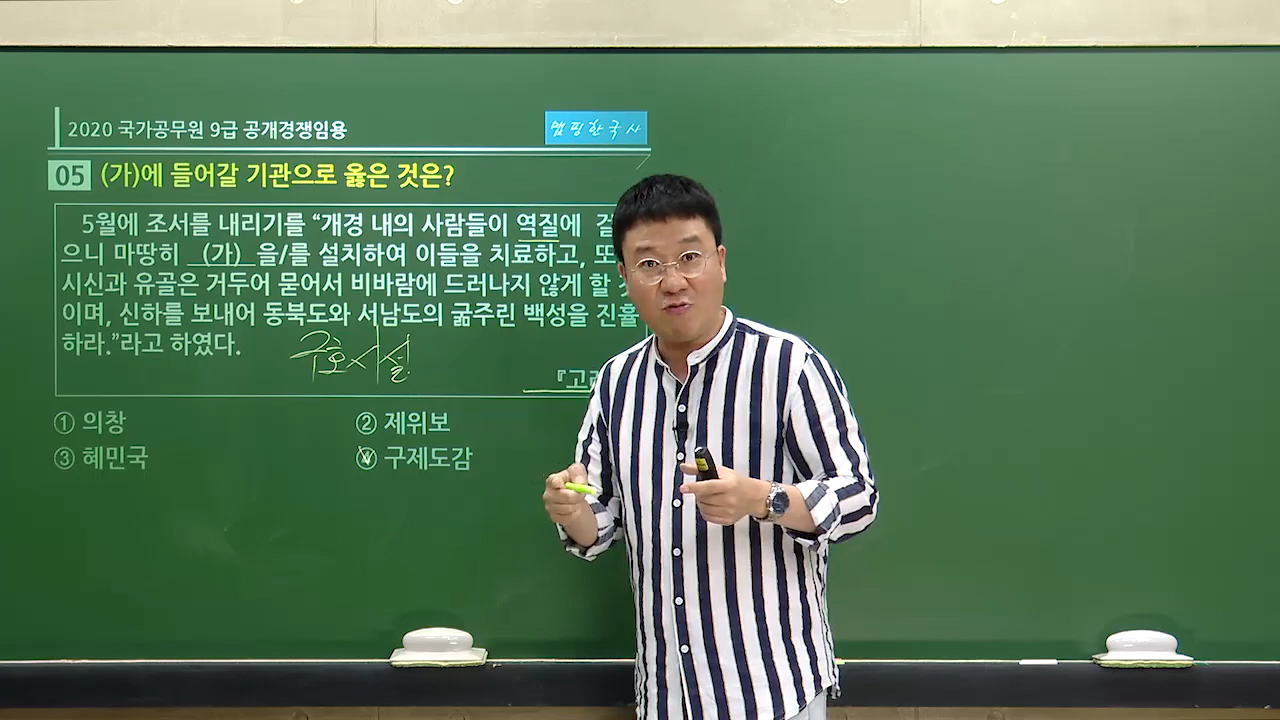 2020 국가공무원 9급 공개경쟁임용
맵핑한국사
05 (가)에 들어갈 기관으로 옳은 것은?
5월에 조서를 내리기를 “개경 내의 사람들이 역질에
으니 마땅히 (가) 을/를 설치하여 이들을 치료하고, 또
시신과 유골은 거두어 묻어서 비바람에 드러나지 않게 할
이며, 신하를 보내어 동북도와 서남도의 굶주린 백성을 진휼
하라.”라고 하였다.
구호시설
『고려
① 의창
② 제위보
③ 혜민국
④ 구제도감